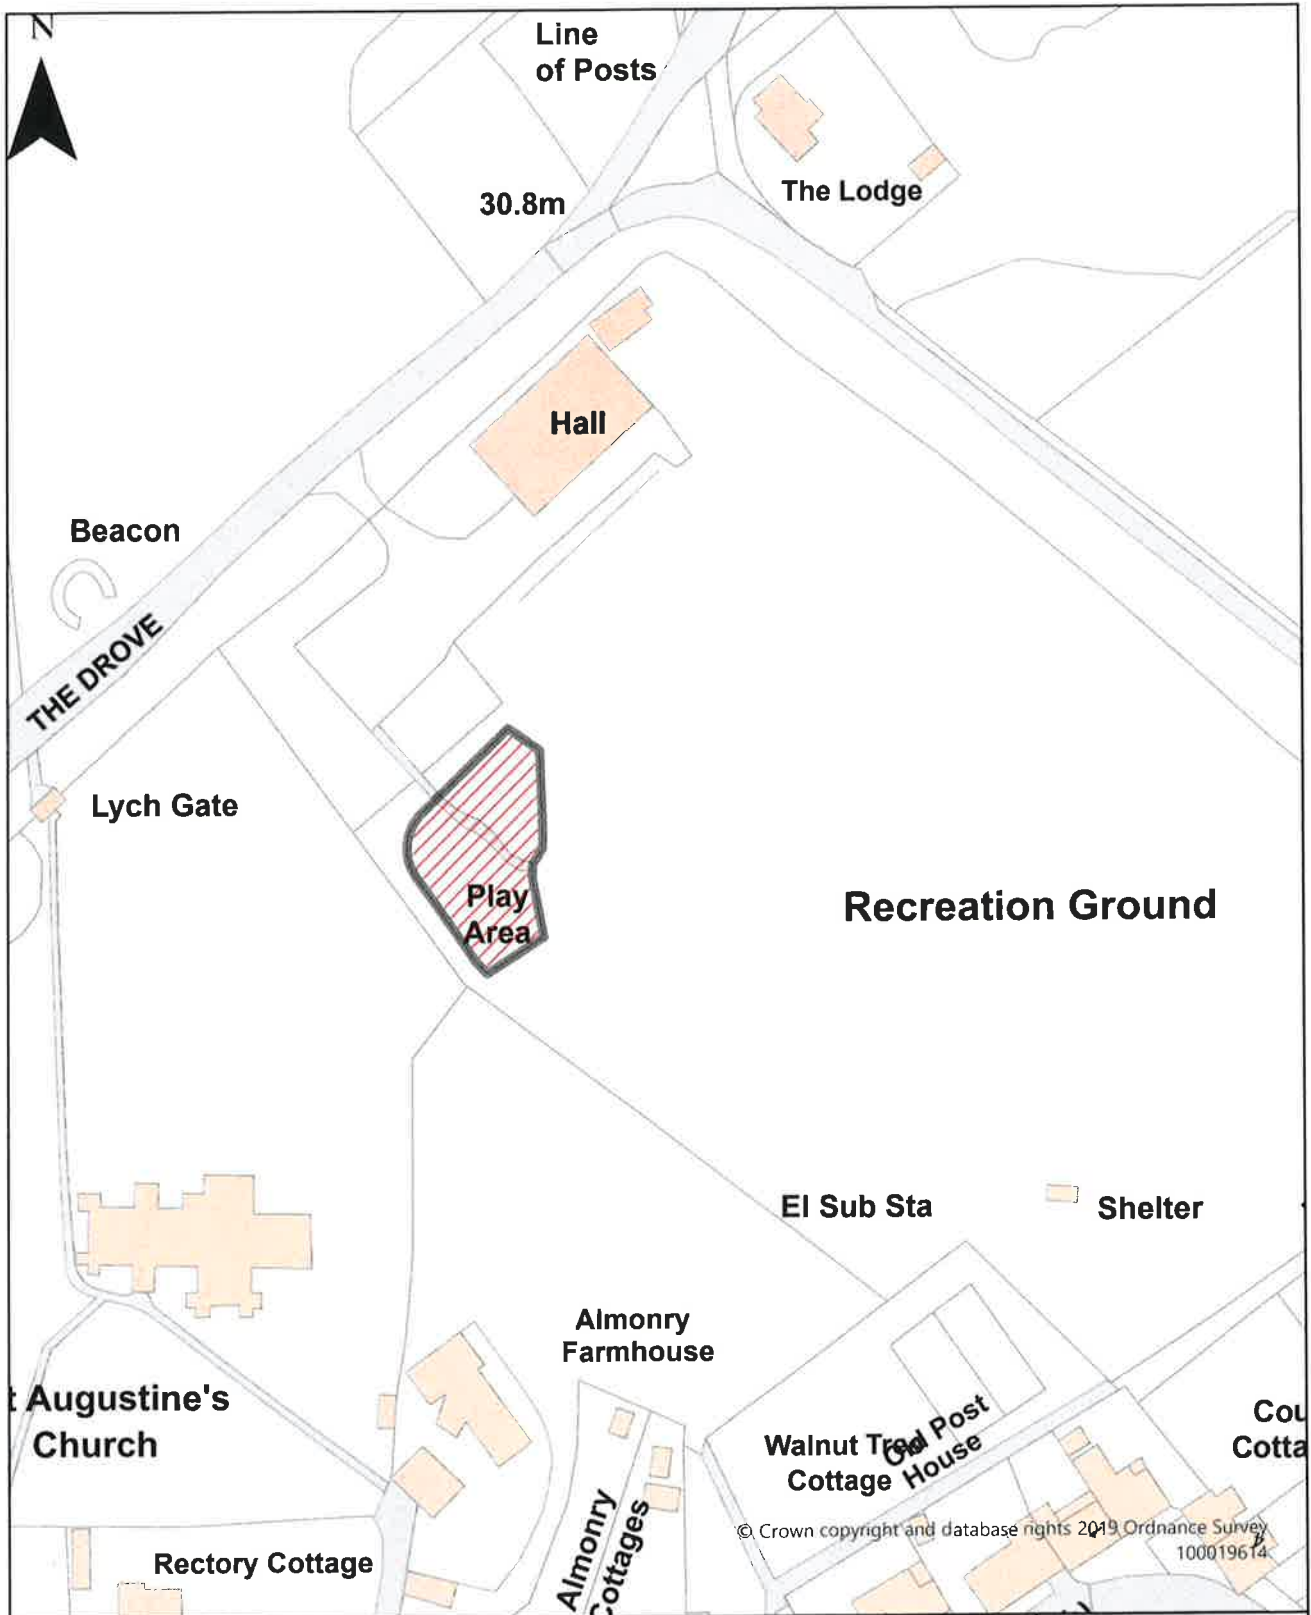 N
Line
of Posts
The Lodge
30.8m
Hall
Beacon
THE DROVE
Lych Gate
Play
Area
Recreation Ground
El Sub Sta
Shelter
Almonry
Farmhouse
t Augustine's
Church
Walnut Tree
Cottage
Old Post
House
Cou
Cotta
Almonry
Cottages
Rectory Cottage
© Crown copyright and database rights 2019 Ordnance Survey
100019614